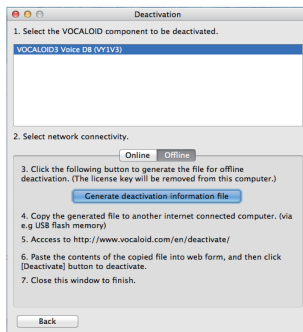 Deactivation
1. Select the VOCALOID component to be deactivated.
VOCALOID3 Voice DB (VY1V3)
2. Select network connectivity.
Online Offline
3. Click the following button to generate the file for offline
deactivation. (The license key will be removed from this computer.)
Generate deactivation information file
4. Copy the generated file to another internet connected computer. (via
e.g USB flash memory)
5. Acccess to http://www.vocaloid.com/en/deactivate/
6. Paste the contents of the copied file into web form, and then click
[Deactivate] button to deactivate.
7. Close this window to finish.
Back